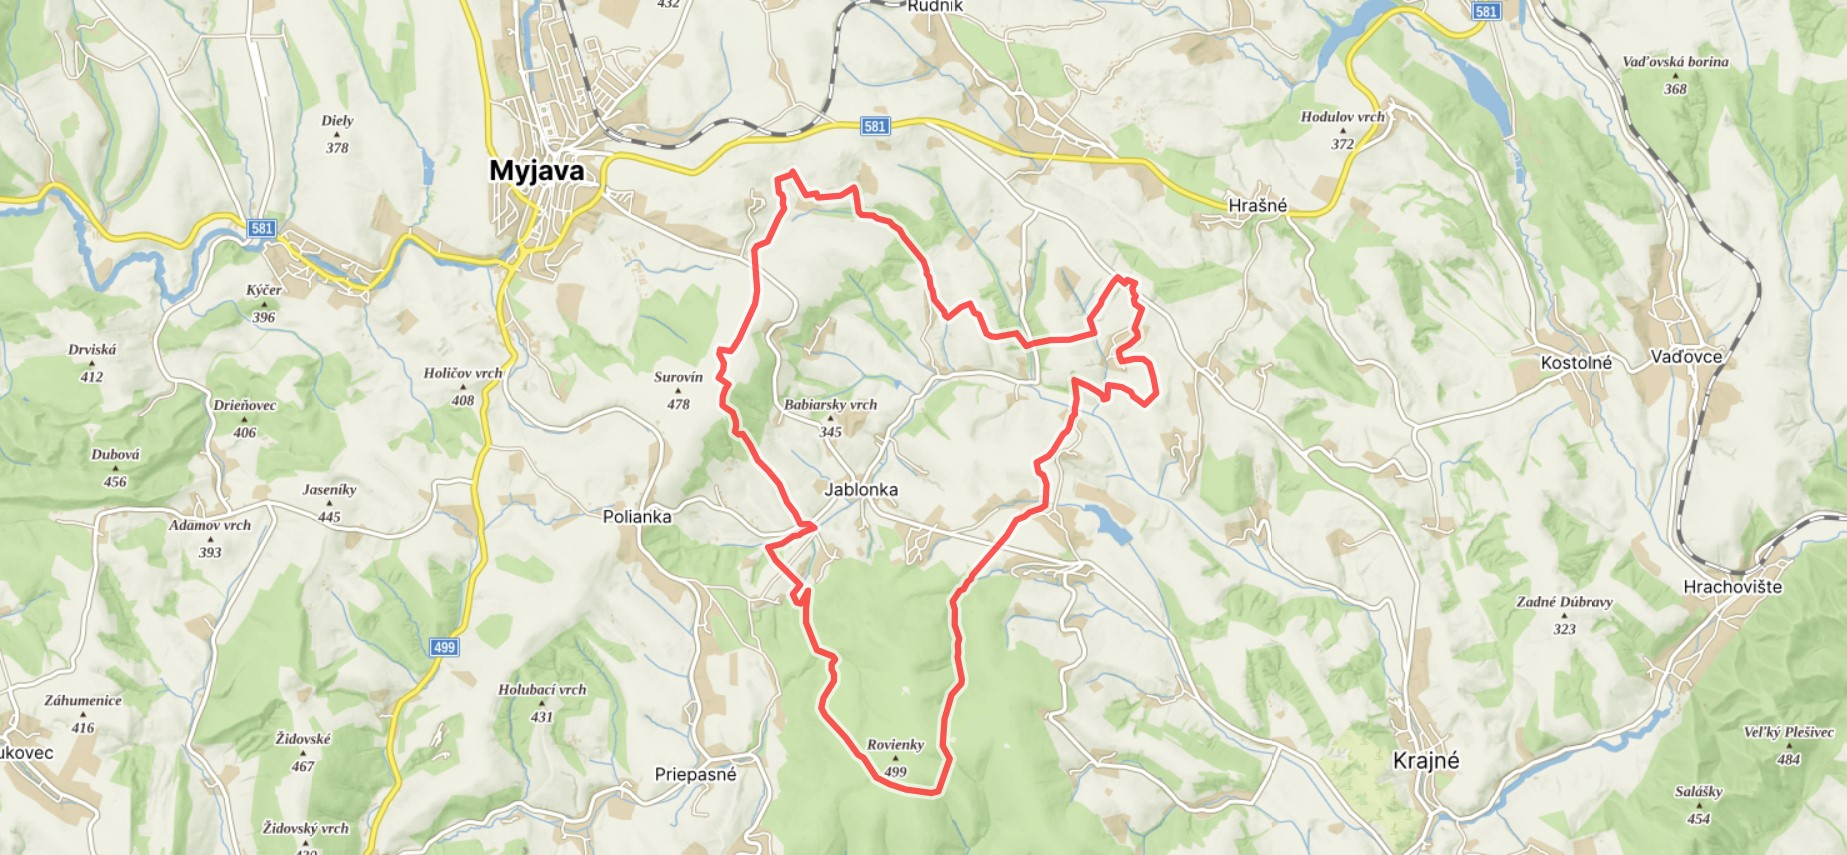 432
Rudník
581
Vaďovská borina
368
Diely
378
581
Hodulov vrch
372
Myjava
Hrašné
581
Kýčer
396
Drviská
412
Holičov vrch
408
Surovín
478
Kostolné
Vaďovce
Drieňovec
406
Babiarsky vrch
345
Dubová
456
Jaseníky
445
Jablonka
Polianka
Adamov vrch
393
Hrachovište
Zadné Dúbravy
323
499
Holubací vrch
431
Záhumenice
416
Židovské
467
Rovienky
499
Veľký Plešivec
484
ukovec
Priepasné
Krajné
Salášky
454
Židovský vrch